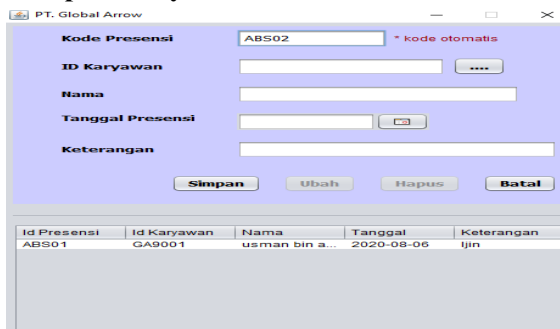 PT. Global Arrow
Kode Presensi ABS02 * kode otomatis
ID Karyawan ....
Nama
Tanggal Presensi
Keterangan
Simpan Ubah Hapus Batal
Id Presensi Id Karyawan Nama Tanggal Keterangan
ABS01 GA9001 usman bin a... 2020-08-06 Ijin